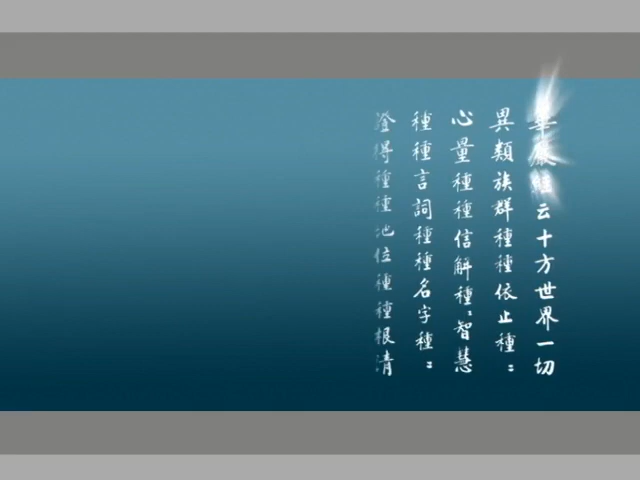 華嚴經云十方世界一切
異類族群種種依止種：
心量種種信解種：智慧
種種言詞種種名字種：
證得種種地位種種根清